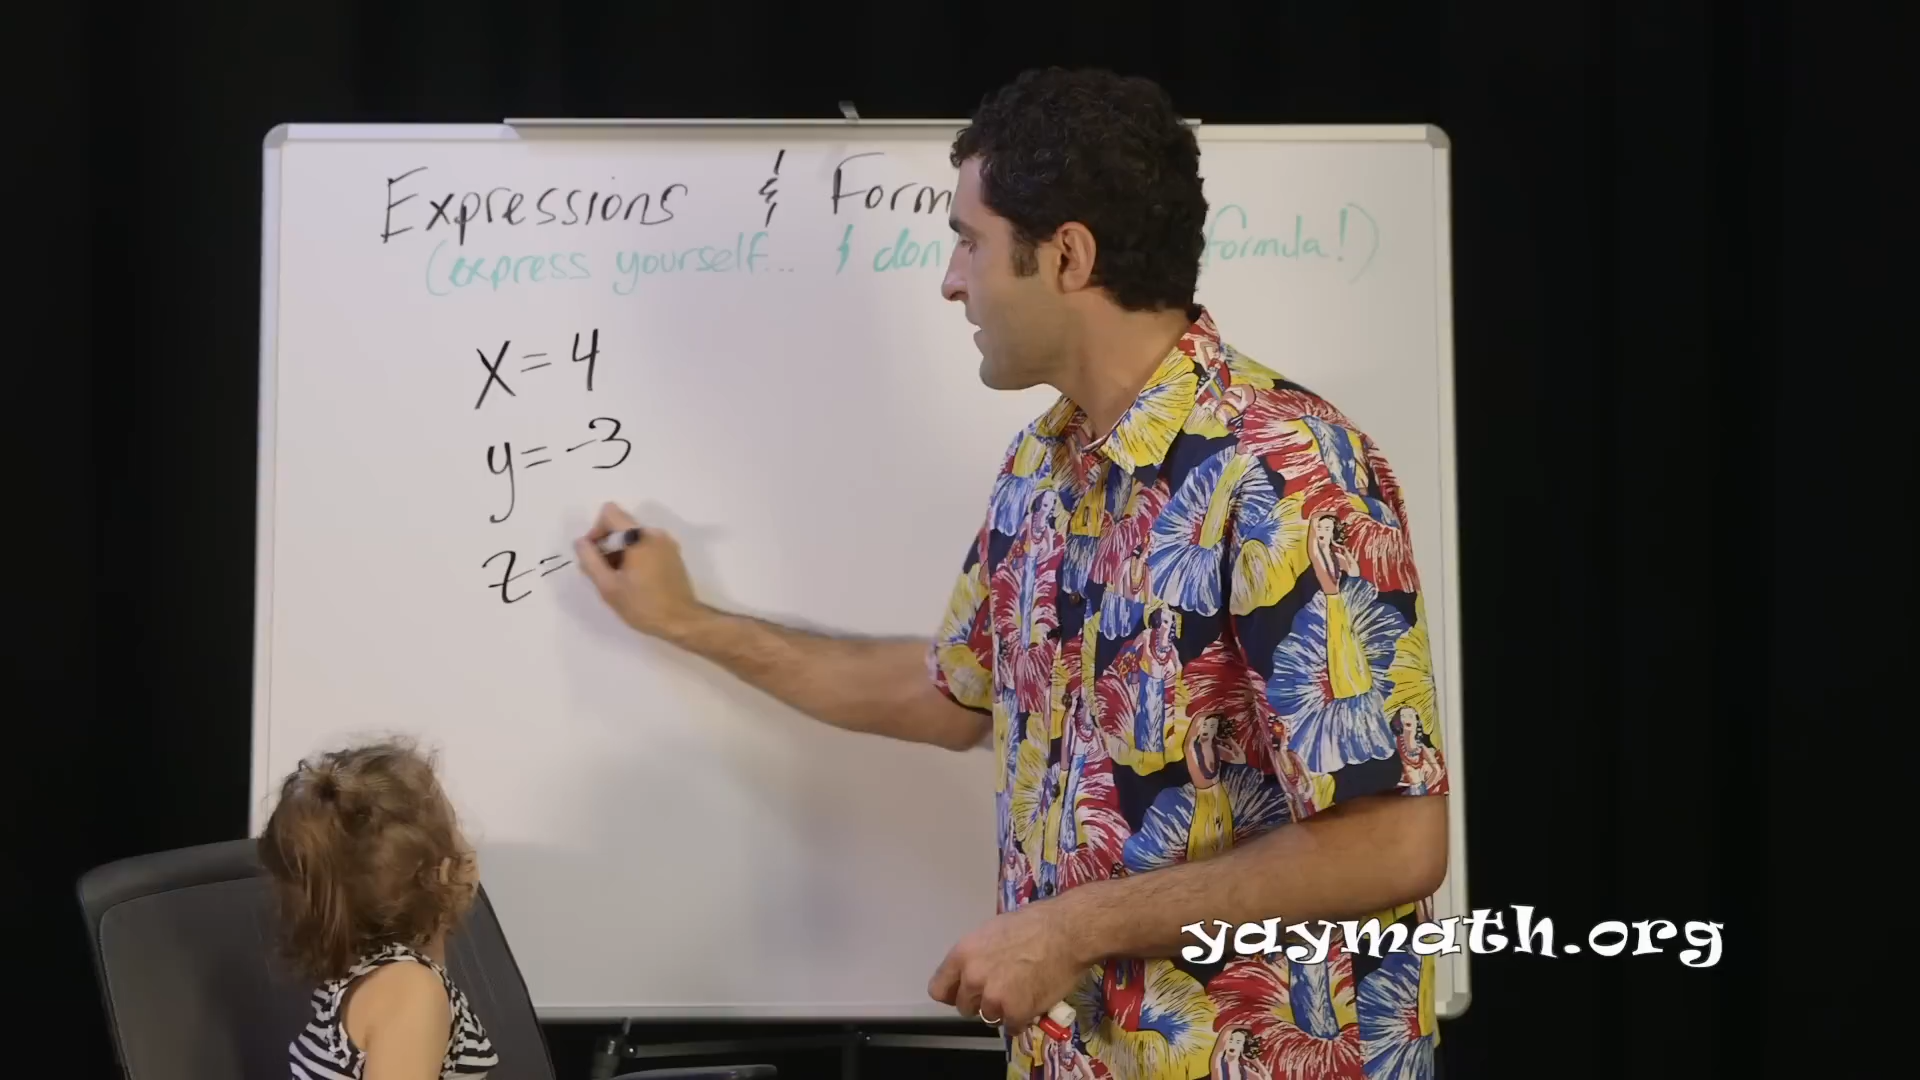 Expressions & Form
(express yourself... & don formula!)
x = 4
y = -3
z =
yaymath.org